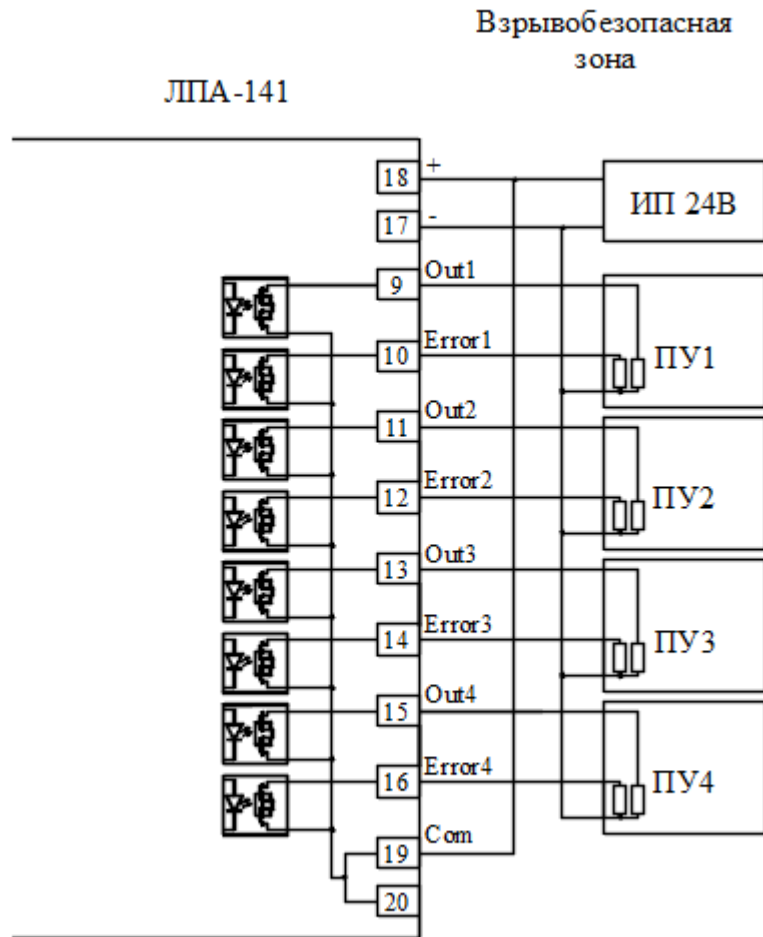 Взрывобезопасная
зона
ЛПА-141
18 +
ИП 24В
17 -
9 Out1
ПУ1
10 Error1
11 Out2
ПУ2
12 Error2
13 Out3
ПУ3
14 Error3
15 Out4
ПУ4
16 Error4
19 Com
20